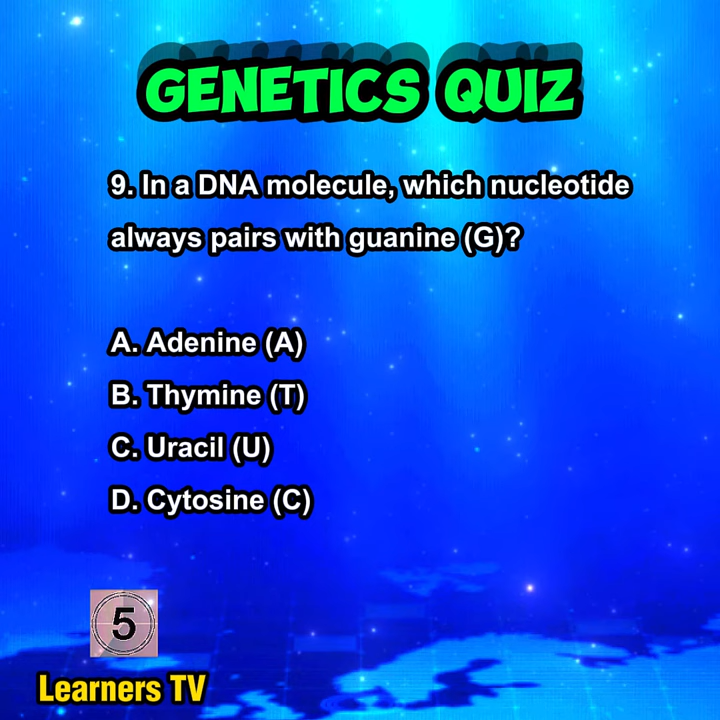 GENETICS QUIZ
9. In a DNA molecule, which nucleotide
always pairs with guanine (G)?
A. Adenine (A)
B. Thymine (T)
C. Uracil (U)
D. Cytosine (C)
5
Learners TV